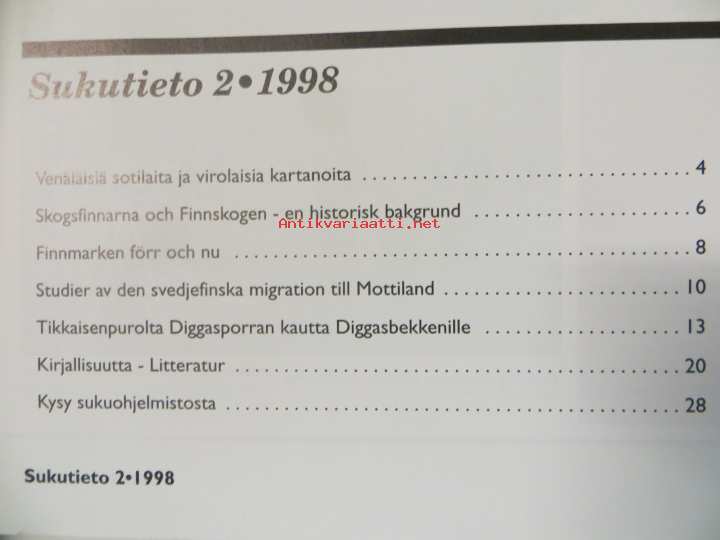 Sukutieto 2•1998
Venäläisiä sotilaita ja virolaisia kartanoita ................................. 4
Skogsfinnarna och Finnskogen - en historisk bakgrund ...................... 6
Antikvariaatti.net
Finnmarken förr och nu .............................................. 8
Studier av den svedjefinska migration till Mottiland ........................ 10
Tikkaisenpurolta Diggasporran kautta Diggasbekkenille .................... 13
Kirjallisuutta - Litteratur ............................................. 20
Kysy sukuohjelmistosta .............................................. 28
Sukutieto 2•1998